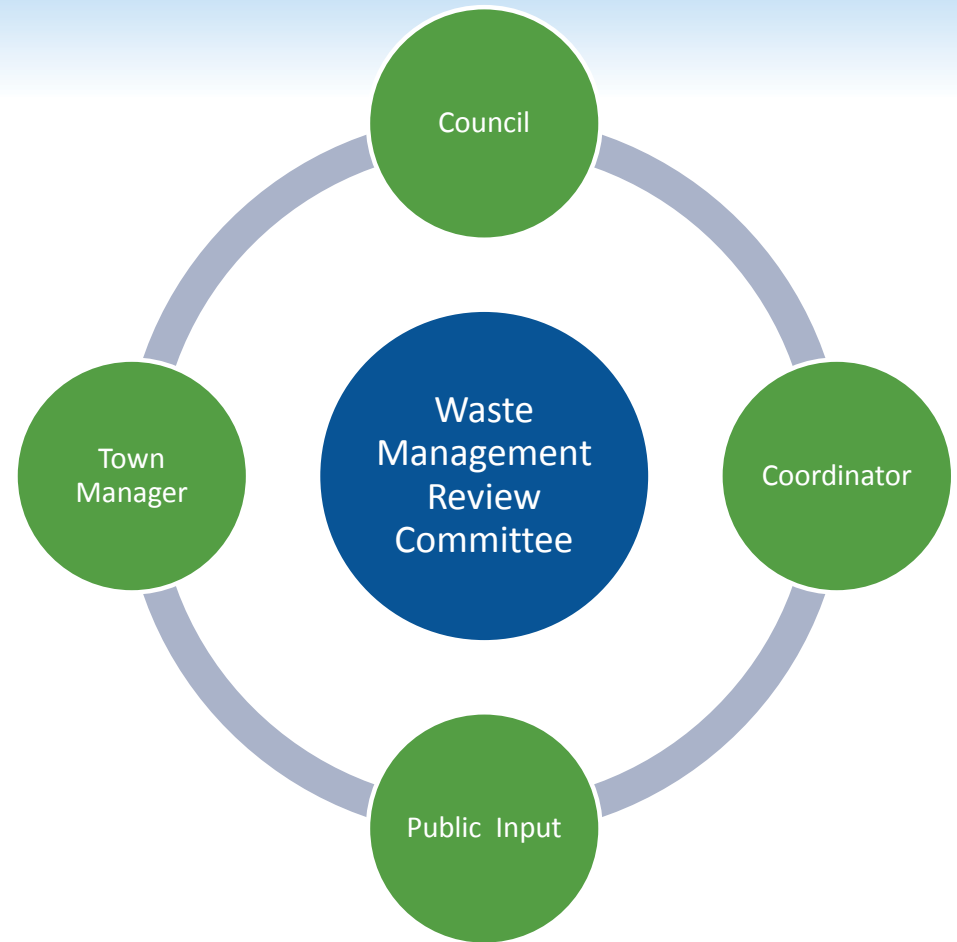 Council
Town
Manager
Waste
Management
Review
Committee
Coordinator
Public Input